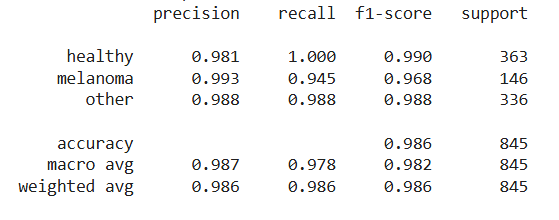 precision recall f1-score support
healthy 0.981 1.000 0.990 363
melanoma 0.993 0.945 0.968 146
other 0.988 0.988 0.988 336
accuracy 0.986 845
macro avg 0.987 0.978 0.982 845
weighted avg 0.986 0.986 0.986 845